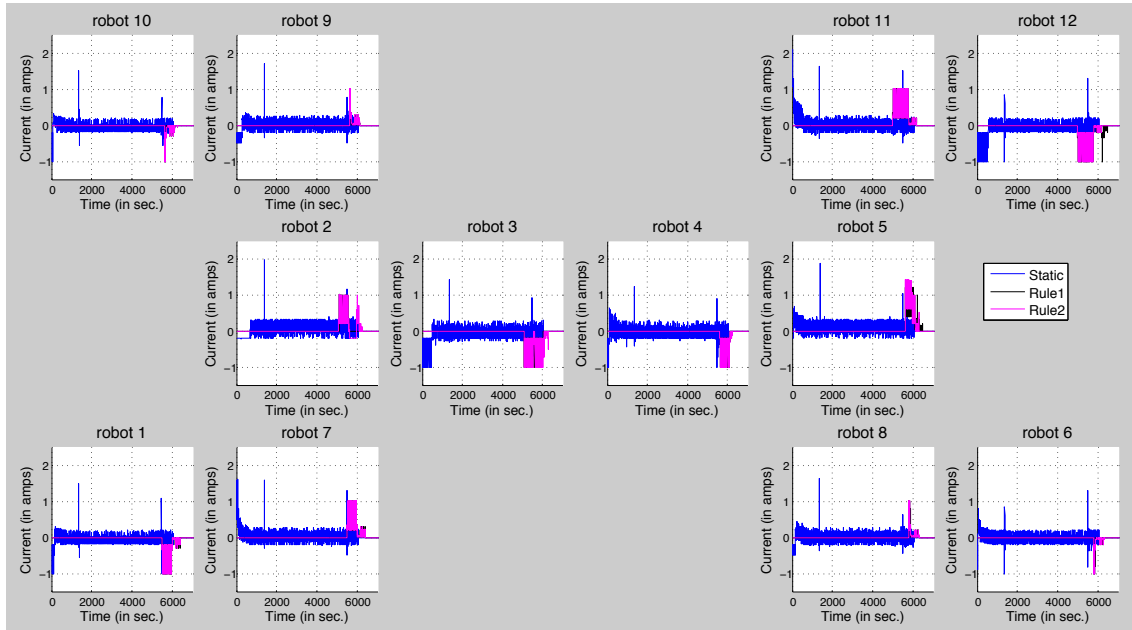 robot 10 robot 9 robot 11 robot 12
Current (in amps) Current (in amps) Current (in amps) Current (in amps)
2 2 2 2
1 1 1 1
0 0 0 0
−1 −1 −1 −1
0 2000 4000 6000 0 2000 4000 6000 0 2000 4000 6000 0 2000 4000 6000
Time (in sec.) Time (in sec.) Time (in sec.) Time (in sec.)
robot 2 robot 3 robot 4 robot 5
Current (in amps) Current (in amps) Current (in amps) Current (in amps)
2 2 2 2
1 1 1 1
0 0 0 0
−1 −1 −1 −1
0 2000 4000 6000 0 2000 4000 6000 0 2000 4000 6000 0 2000 4000 6000
Time (in sec.) Time (in sec.) Time (in sec.) Time (in sec.)
Static
Rule1
Rule2
robot 1 robot 7 robot 8 robot 6
Current (in amps) Current (in amps) Current (in amps) Current (in amps)
2 2 2 2
1 1 1 1
0 0 0 0
−1 −1 −1 −1
0 2000 4000 6000 0 2000 4000 6000 0 2000 4000 6000 0 2000 4000 6000
Time (in sec.) Time (in sec.) Time (in sec.) Time (in sec.)